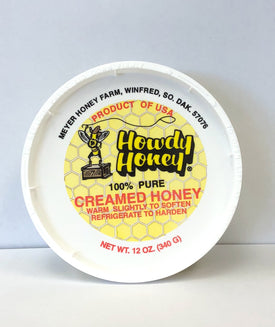 MEYER HONEY FARM, WINFRED, SO. DAK. 57076
PRODUCT OF USA
Howdy
Honey®
100% PURE
CREAMED HONEY
WARM SLIGHTLY TO SOFTEN
REFRIGERATE TO HARDEN
NET WT. 12 OZ. (340 G)